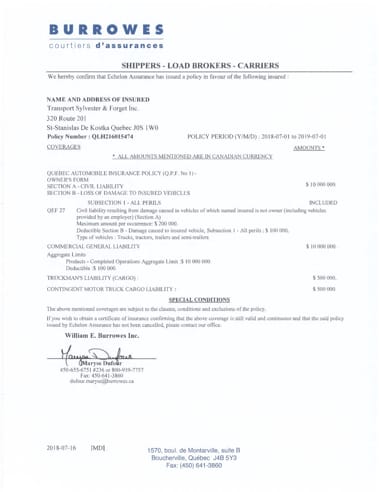 BURROWES
courtiers d'assurances
SHIPPERS - LOAD BROKERS - CARRIERS
We hereby confirm that Echelon Assurance has issued a policy in favour of the following insured :
NAME AND ADDRESS OF INSURED
Transport Sylvester & Forget Inc.
320 Route 201
St-Stanislas De Kostka Quebec J0S 1W0
Policy Number : QLH216015474 POLICY PERIOD (Y/M/D) : 2018-07-01 to 2019-07-01
COVERAGES AMOUNTS *
* ALL AMOUNTS MENTIONED ARE IN CANADIAN CURRENCY
QUEBEC AUTOMOBILE INSURANCE POLICY (Q.P.F. No 1) -
OWNER'S FORM
SECTION A - CIVIL LIABILITY $ 10 000 000
SECTION B - LOSS OF DAMAGE TO INSURED VEHICLES
SUBSECTION 1 - ALL PERILS INCLUDED
QEF 27 Civil liability resulting from damage caused to vehicles of which named insured is not owner (including vehicles
provided by an employer) (Section A)
Maximum amount per occurrence: $ 200 000
Deductible Section B - Damage caused to insured vehicle, Subsection 1 - All perils : $ 100 000.
Type of vehicles : Trucks, tractors, trailers and semi-trailers
COMMERCIAL GENERAL LIABILITY $ 10 000 000
Aggregate Limits
Products - Completed Operations Aggregate Limit :$ 10 000 000
Deductible :$ 100 000
TRUCKMAN'S LIABILITY (CARGO) : $ 500 000.
CONTINGENT MOTOR TRUCK CARGO LIABILITY : $ 500 000
SPECIAL CONDITIONS
The above mentioned coverages are subject to the clauses, conditions and exclusions of the policy.
If you wish to obtain a certificate of insurance confirming that the above coverage is still valid and continuous and that the said policy
issued by Echelon Assurance has not been cancelled, please contact our office.
William E. Burrowes Inc.
Maryse Dufour
Maryse Dufour
450-655-6751 #236 or 800-919-7757
Fax: 450-641-3860
dufour.maryse@burrowes.ca
2018-07-16 [MD]
1570, boul. de Montarville, suite B
Boucherville, Québec J4B 5Y3
Fax: (450) 641-3860